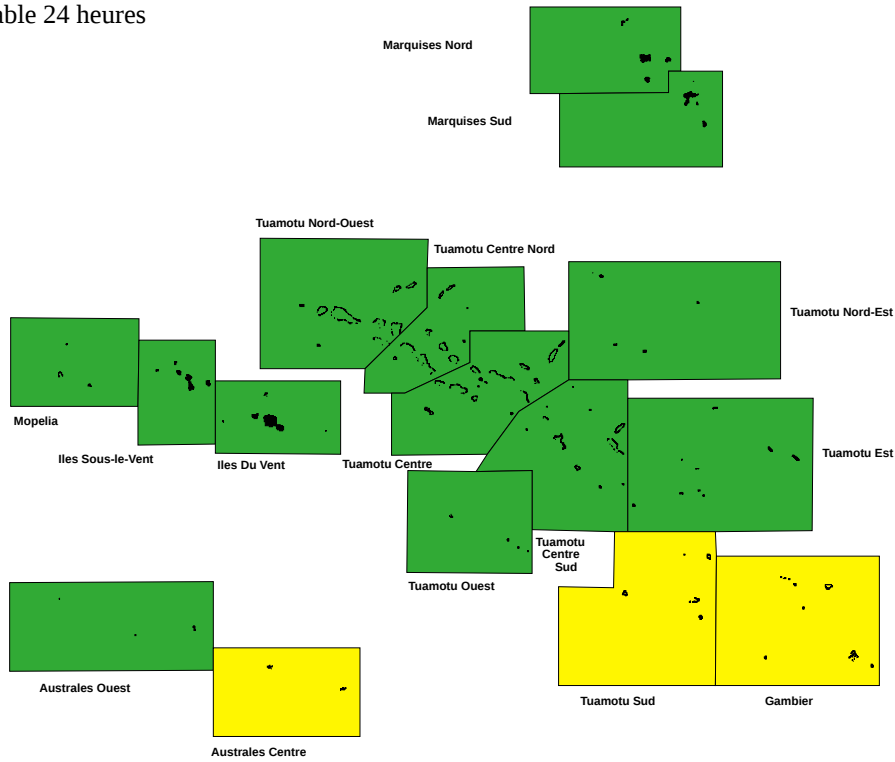 24 heures
Marquises Nord
Marquises Sud
Tuamotu Nord-Ouest
Tuamotu Centre Nord
Tuamotu Nord-Est
Mopelia
Iles Sous-le-Vent
Iles Du Vent
Tuamotu Centre
Tuamotu Est
Tuamotu
Centre
Sud
Tuamotu Ouest
Australes Ouest
Tuamotu Sud
Gambier
Australes Centre